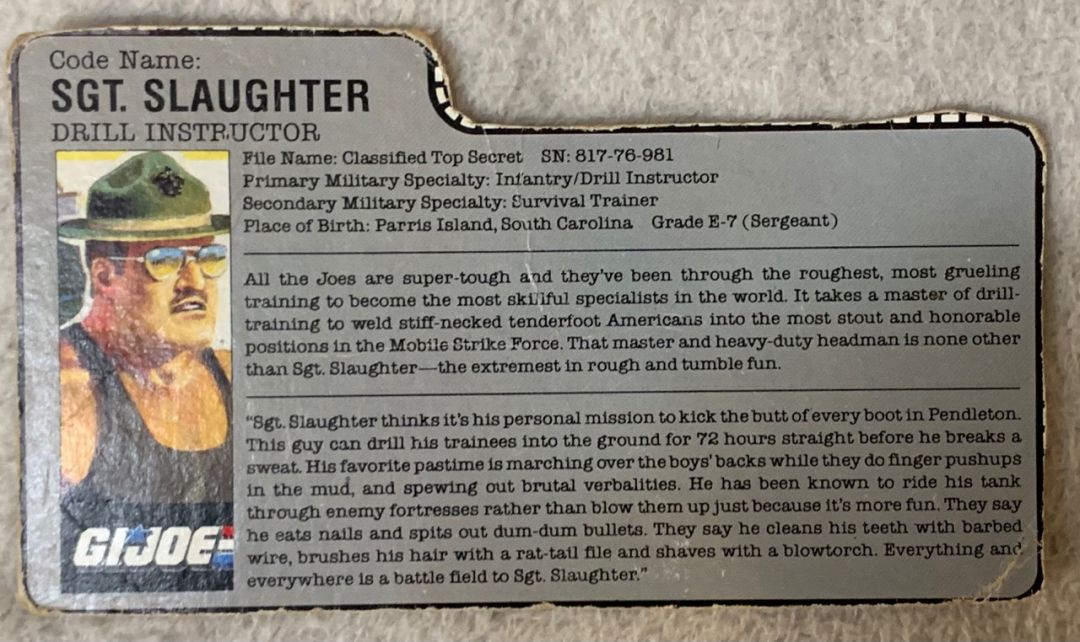 Code Name:
SGT. SLAUGHTER
DRILL INSTRUCTOR
File Name: Classified Top Secret SN: 817-76-981
Primary Military Specialty: Infantry/Drill Instructor
Secondary Military Specialty: Survival Trainer
Place of Birth: Parris Island, South Carolina Grade E-7 (Sergeant)
All the Joes are super-tough and they've been through the roughest, most grueling
training to become the most skillful specialists in the world. It takes a master of drill-
training to weld stiff-necked tenderfoot Americans into the most stout and honorable
positions in the Mobile Strike Force. That master and heavy-duty headman is none other
than Sgt. Slaughter—the extremest in rough and tumble fun.
"Sgt. Slaughter thinks it's his personal mission to kick the butt of every boot in Pendleton.
This guy can drill his trainees into the ground for 72 hours straight before he breaks a
sweat. His favorite pastime is marching over the boys' backs while they do finger pushups
in the mud, and spewing out brutal verbalities. He has been known to ride his tank
through enemy fortresses rather than blow them up just because it's more fun. They say
he eats nails and spits out dum-dum bullets. They say he cleans his teeth with barbed
wire, brushes his hair with a rat-tail file and shaves with a blowtorch. Everything and
everywhere is a battle field to Sgt. Slaughter."
GI JOE